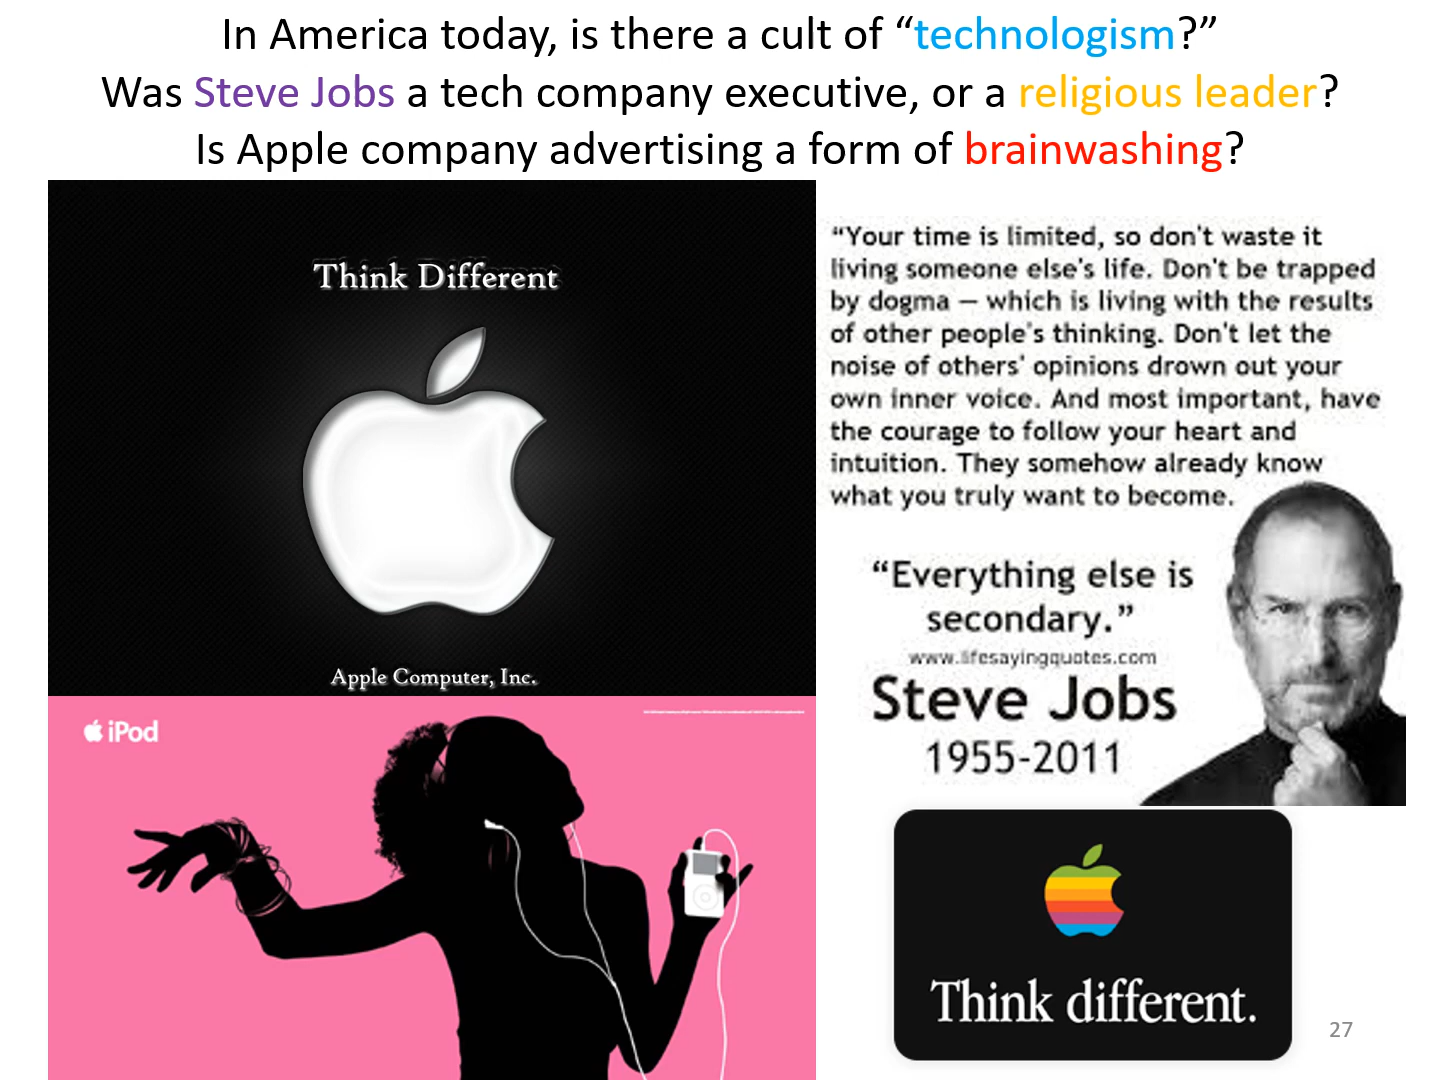 In America today, is there a cult of “technologism?”
Was Steve Jobs a tech company executive, or a religious leader?
Is Apple company advertising a form of brainwashing?
Think Different
Apple Computer, Inc.
iPod
“Your time is limited, so don't waste it
living someone else's life. Don't be trapped
by dogma — which is living with the results
of other people's thinking. Don't let the
noise of others' opinions drown out your
own inner voice. And most important, have
the courage to follow your heart and
intuition. They somehow already know
what you truly want to become.
“Everything else is
secondary.”
www.lifesayingquotes.com
Steve Jobs
1955-2011
Think different.
27